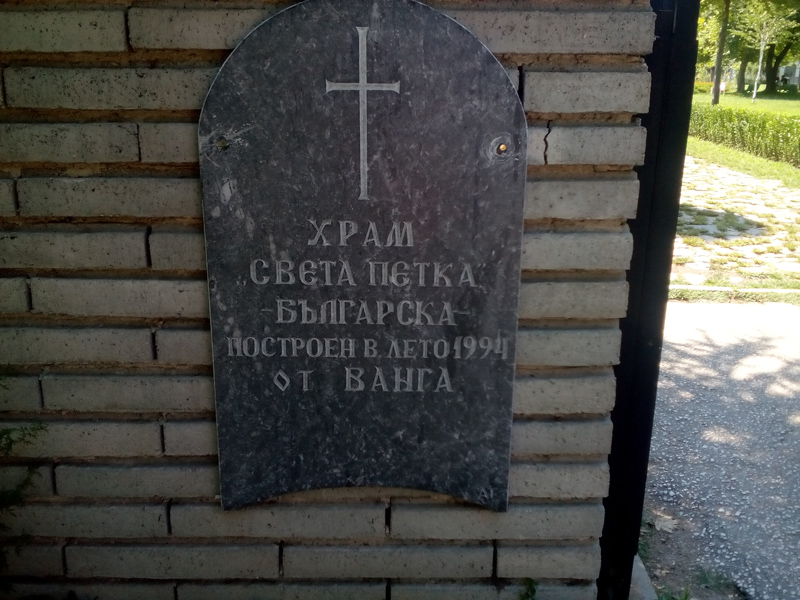 ХРАМ
„СВЕТА ПЕТКА“
-БЪЛГАРСКА-
ПОСТРОЕН В ЛЕТО 1994
ОТ ВАНГА